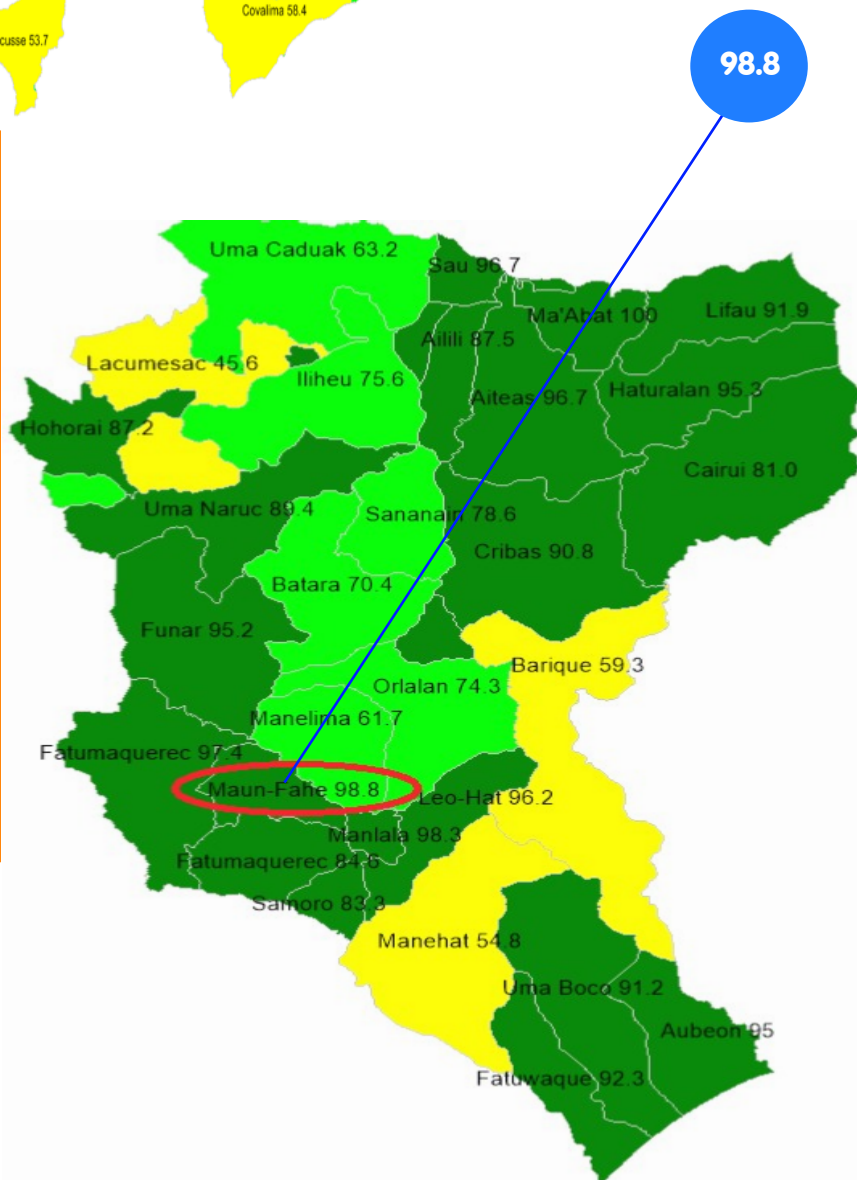 Covalima 58.4
cusse 53.7
98.8
Uma Caduak 63.2
Sau 96.7
Ma'Abat 100
Lifau 91.9
Ailili 87.5
Lacumesac 45.6
Iliheu 75.6
Aiteas 96.7
Haturalan 95.3
Hohorai 87.2
Cairui 81.0
Uma Naruc 89.4
Sananain 78.6
Cribas 90.8
Batara 70.4
Funar 95.2
Barique 59.3
Orlalan 74.3
Manelima 61.7
Fatumaquerec 97.4
Maun-Fahe 98.8
Leo-Hat 96.2
Manlala 98.3
Fatumaquerec 84.6
Samoro 83.3
Manehat 54.8
Uma Boco 91.2
Aubeon 95
Fatuwaque 92.3